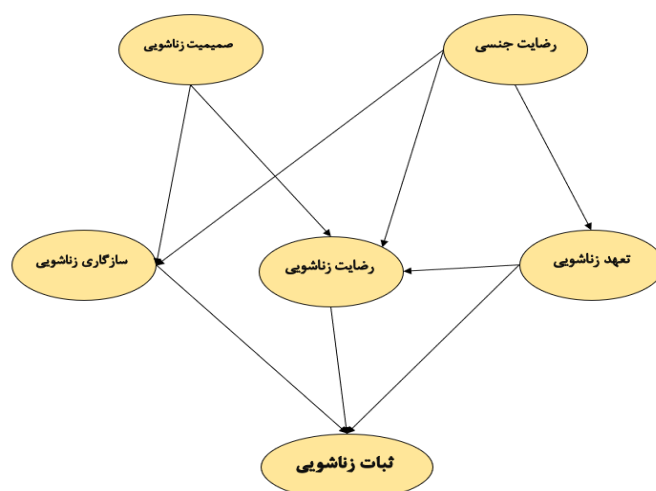 رضایت جنسی
صمیمیت زناشویی
تعهد زناشویی
رضایت زناشویی
سازگاری زناشویی
ثبات زناشویی